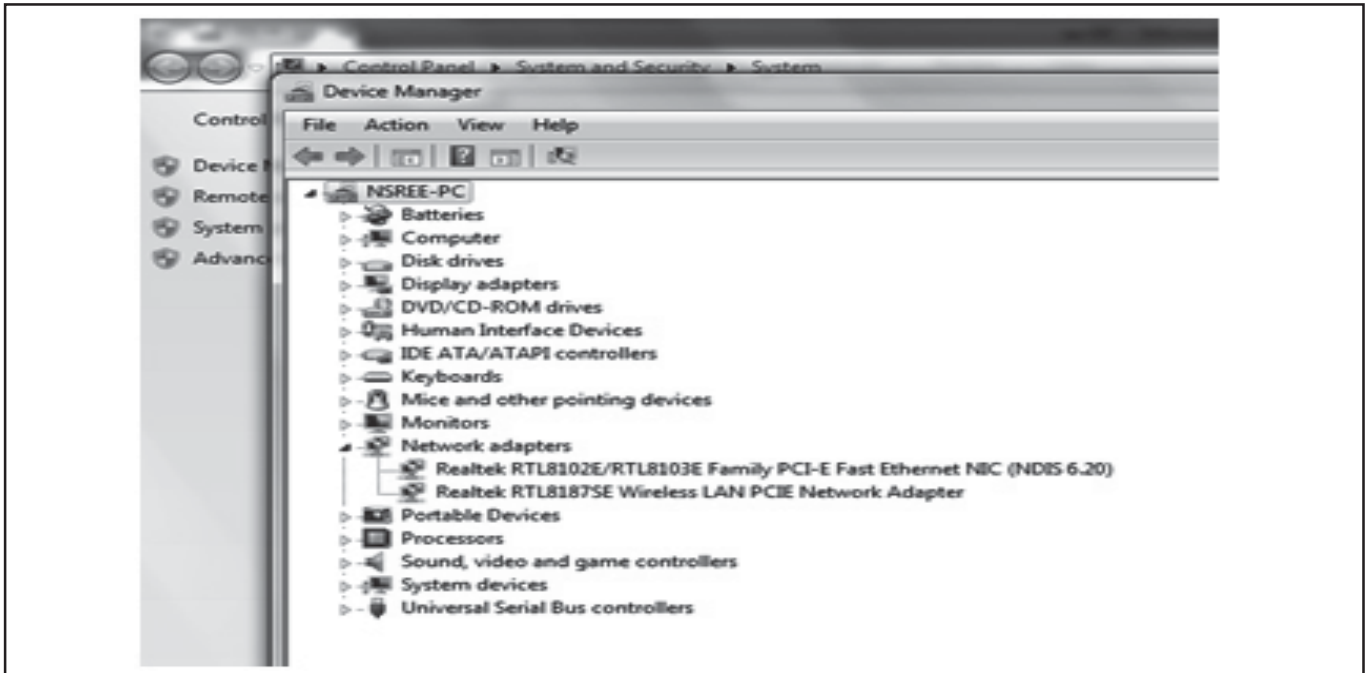 Control Panel ▸ System and Security ▸ System
Device Manager
Control
File Action View Help
Device
Remote
System
Advanc
NSREE-PC
Batteries
Computer
Disk drives
Display adapters
DVD/CD-ROM drives
Human Interface Devices
IDE ATA/ATAPI controllers
Keyboards
Mice and other pointing devices
Monitors
Network adapters
Realtek RTL8102E/RTL8103E Family PCI-E Fast Ethernet NIC (NDIS 6.20)
Realtek RTL8187SE Wireless LAN PCIE Network Adapter
Portable Devices
Processors
Sound, video and game controllers
System devices
Universal Serial Bus controllers